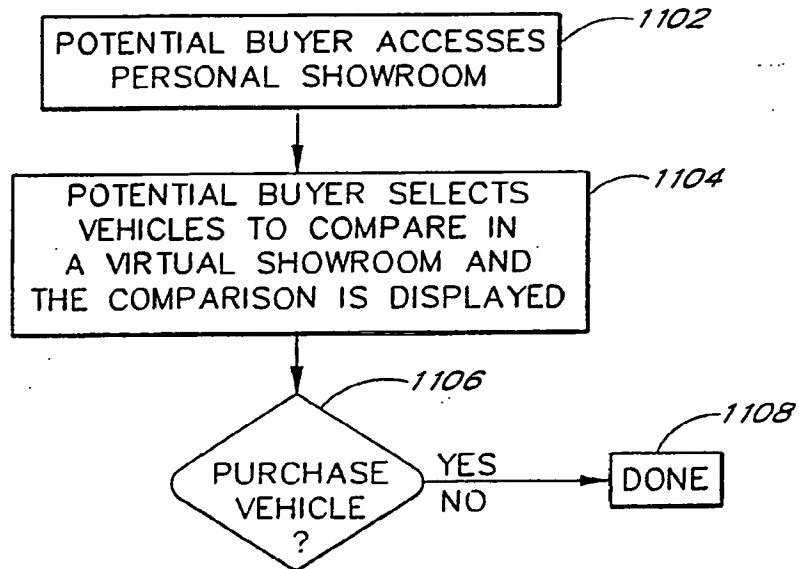 1102
POTENTIAL BUYER ACCESSES
PERSONAL SHOWROOM
1104
POTENTIAL BUYER SELECTS
VEHICLES TO COMPARE IN
A VIRTUAL SHOWROOM AND
THE COMPARISON IS DISPLAYED
1106
PURCHASE
VEHICLE
?
YES
NO
1108
DONE